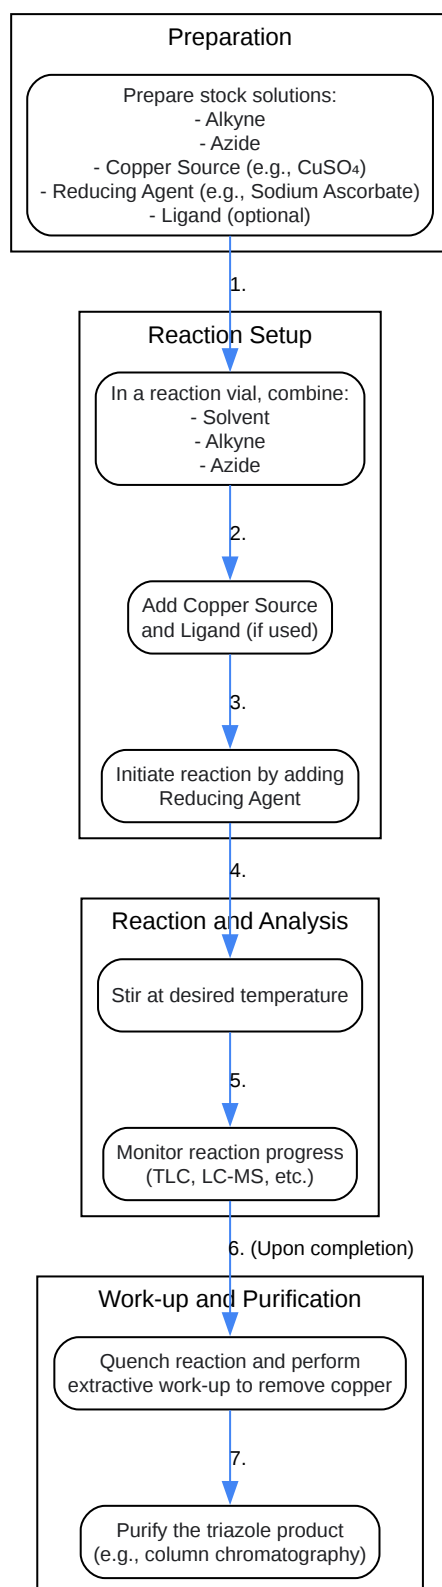 Preparation
Prepare stock solutions:
- Alkyne
- Azide
- Copper Source (e.g., CuSO₄)
- Reducing Agent (e.g., Sodium Ascorbate)
- Ligand (optional)
1.
Reaction Setup
In a reaction vial, combine:
- Solvent
- Alkyne
- Azide
2.
Add Copper Source
and Ligand (if used)
3.
Initiate reaction by adding
Reducing Agent
4.
Reaction and Analysis
Stir at desired temperature
5.
Monitor reaction progress
(TLC, LC-MS, etc.)
6. (Upon completion)
Work-up and Purification
Quench reaction and perform
extractive work-up to remove copper
7.
Purify the triazole product
(e.g., column chromatography)